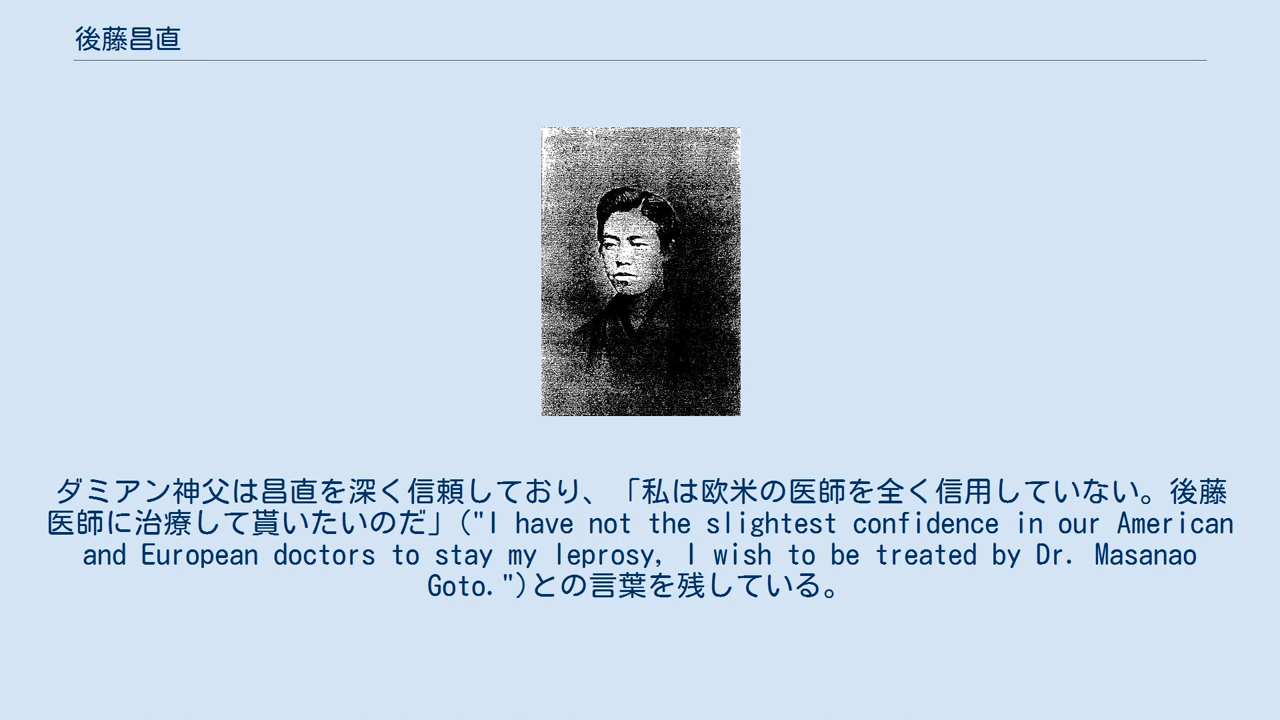 後藤昌直
ダミアン神父は昌直を深く信頼しており、「私は欧米の医師を全く信用していない。後藤
医師に治療して貰いたいのだ」("I have not the slightest confidence in our American
and European doctors to stay my leprosy, I wish to be treated by Dr. Masanao
Goto.")との言葉を残している。